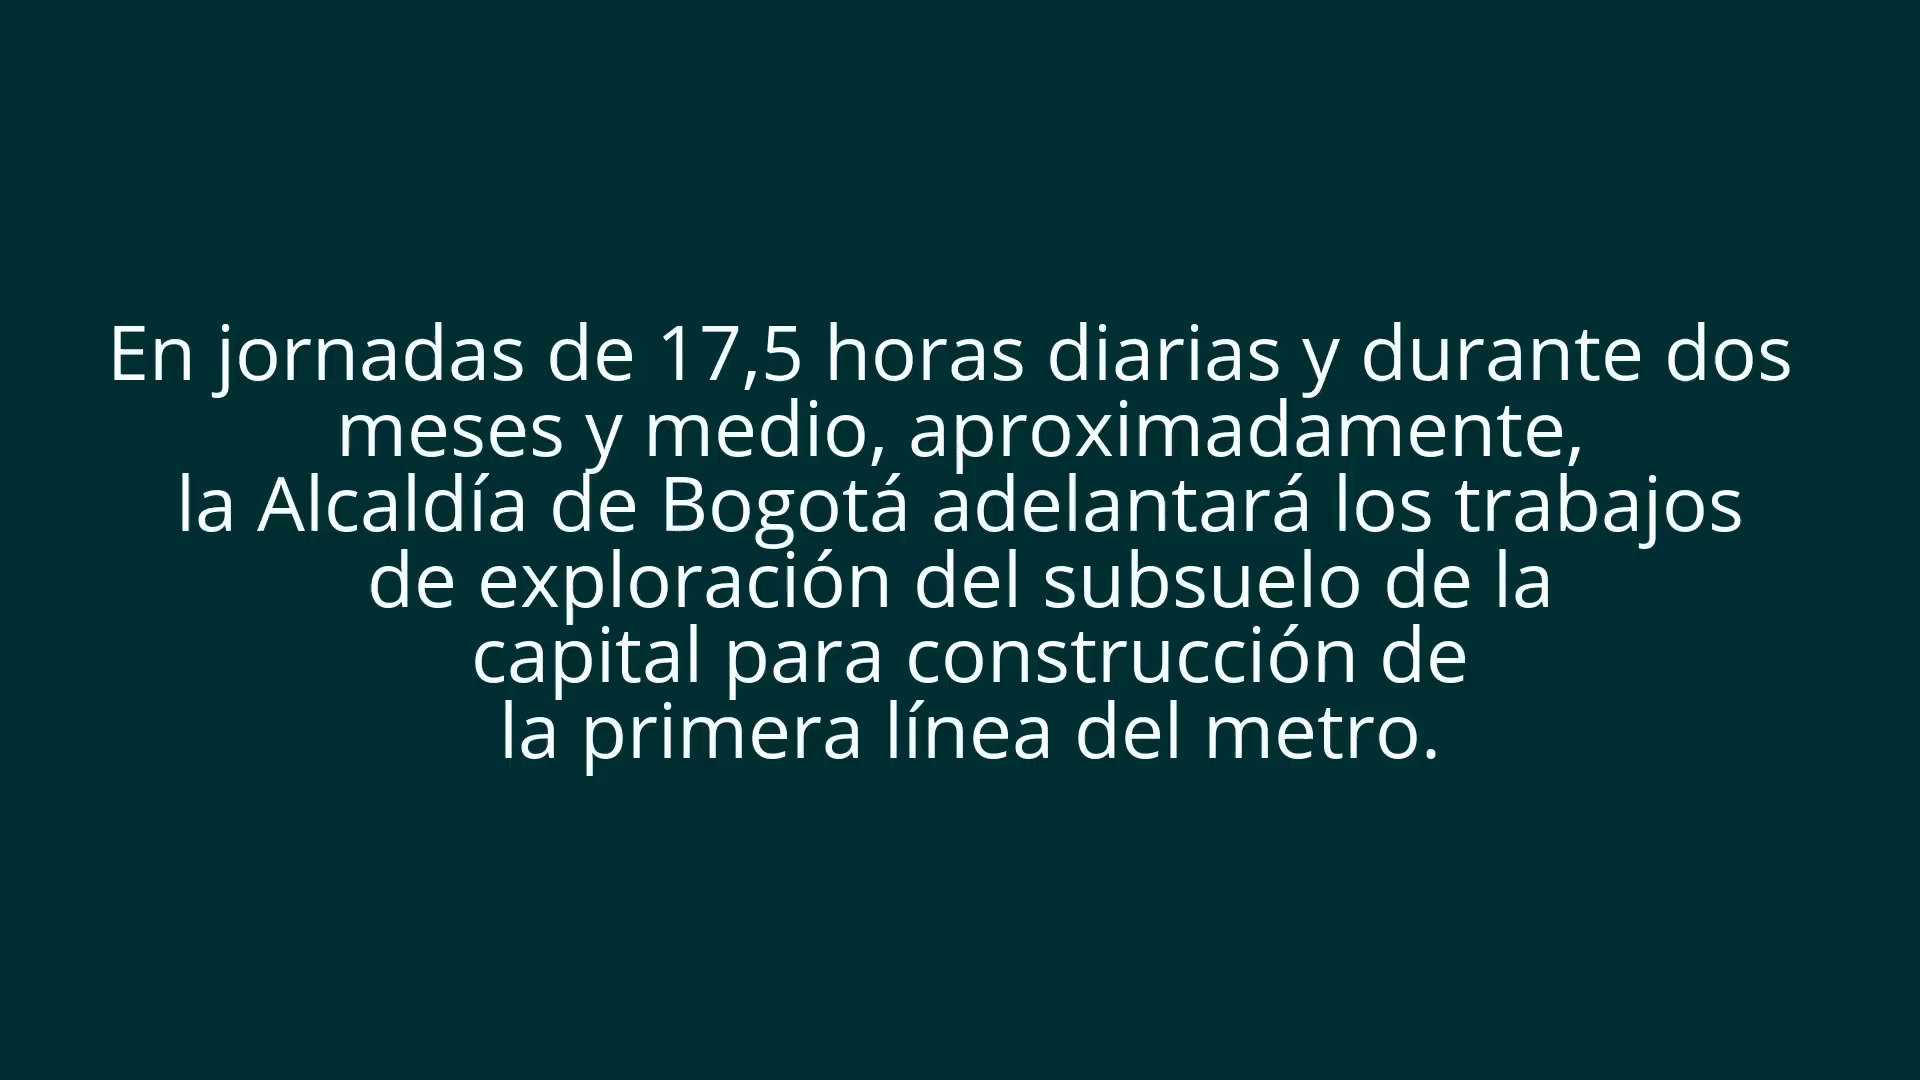 En jornadas de 17,5 horas diarias y durante dos
meses y medio, aproximadamente,
la Alcaldía de Bogotá adelantará los trabajos
de exploración del subsuelo de la
capital para construcción de
la primera línea del metro.